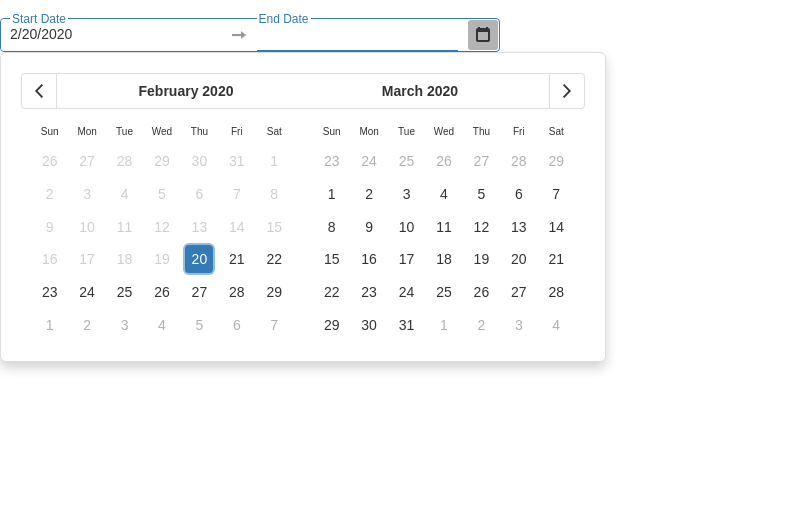 Start Date End Date
2/20/2020
February 2020 March 2020
Sun Mon Tue Wed Thu Fri Sat Sun Mon Tue Wed Thu Fri Sat
26 27 28 29 30 31 1 23 24 25 26 27 28 29
2 3 4 5 6 7 8 1 2 3 4 5 6 7
9 10 11 12 13 14 15 8 9 10 11 12 13 14
16 17 18 19 20 21 22 15 16 17 18 19 20 21
23 24 25 26 27 28 29 22 23 24 25 26 27 28
1 2 3 4 5 6 7 29 30 31 1 2 3 4